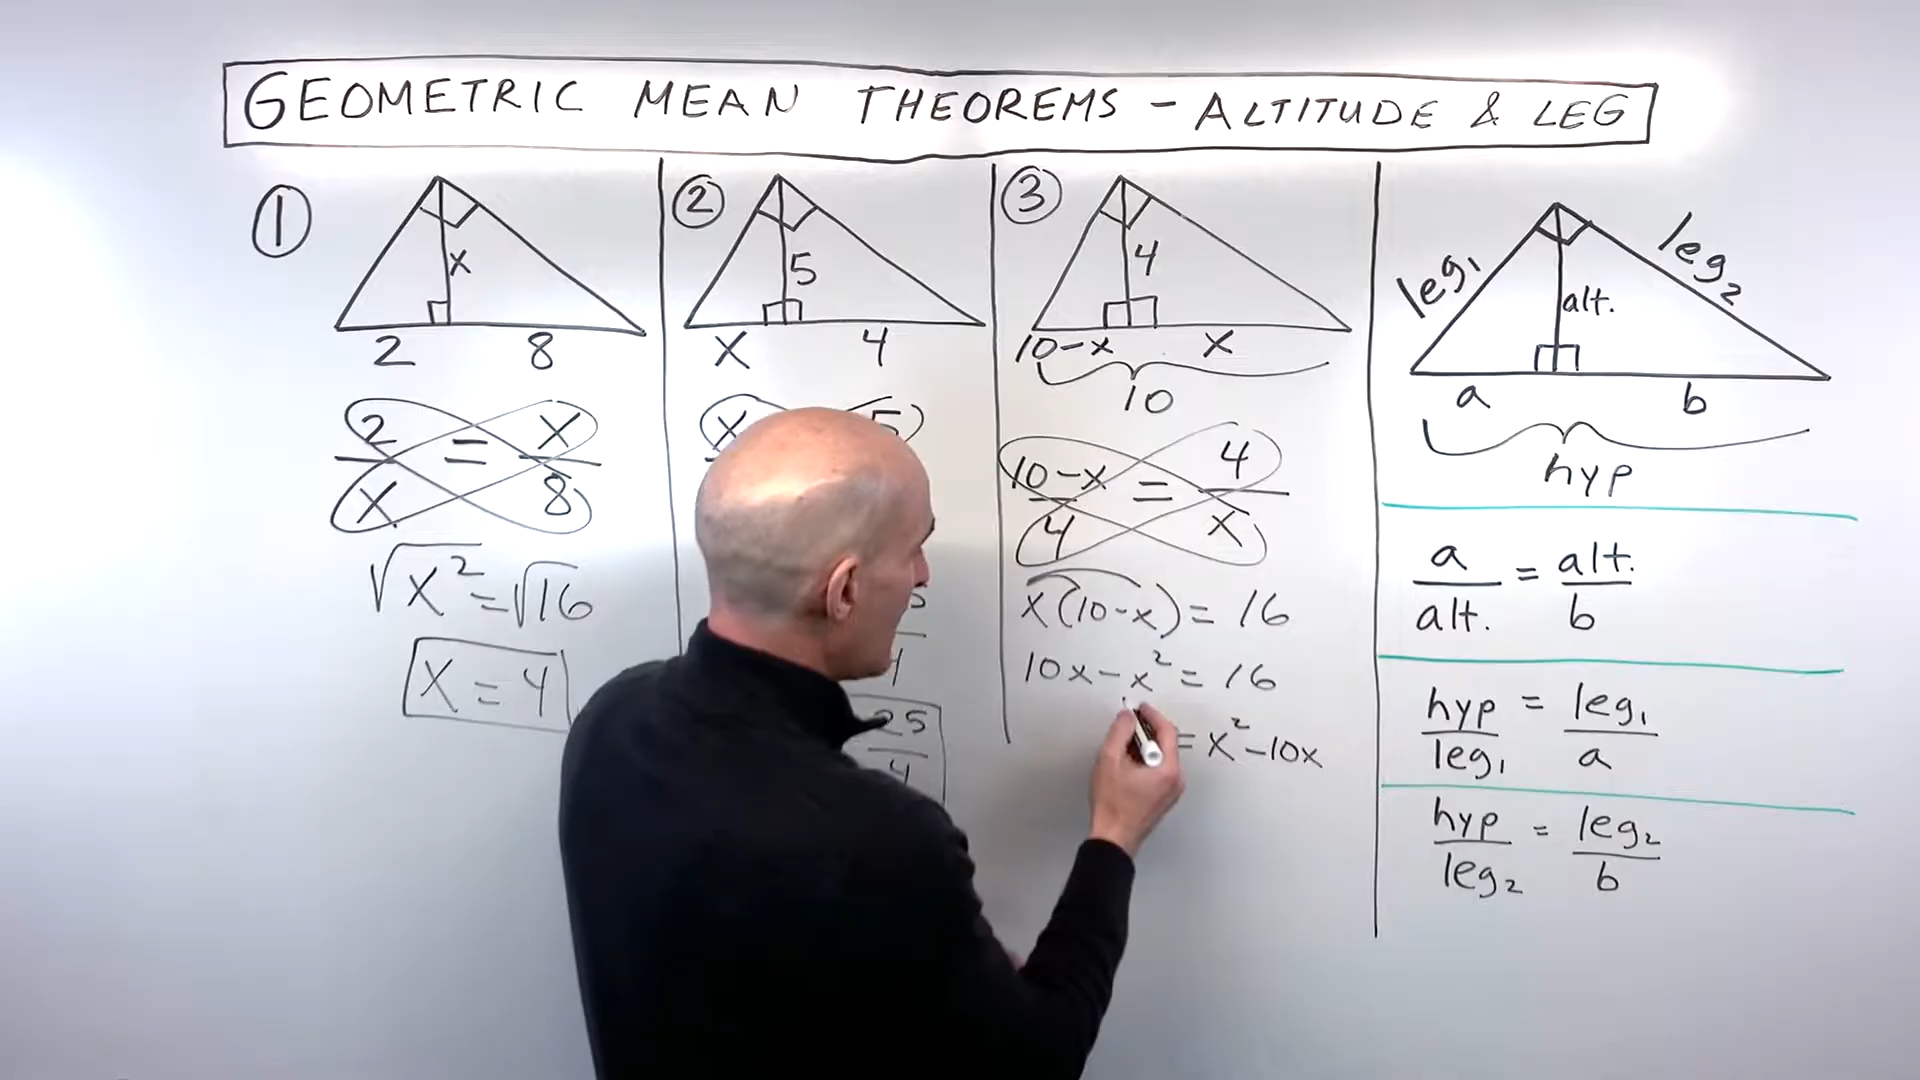 GEOMETRIC MEAN THEOREMS - ALTITUDE & LEG
①
x
2 8
2/x = x/8
√x² = √16
x = 4
②
5
x 4
x 5
25/4
③
4
10-x x
10
10-x/4 = 4/x
x(10-x) = 16
10x-x² = 16
= x²-10x
leg₁ leg₂
alt.
a b
hyp
a/alt. = alt./b
hyp/leg₁ = leg₁/a
hyp/leg₂ = leg₂/b